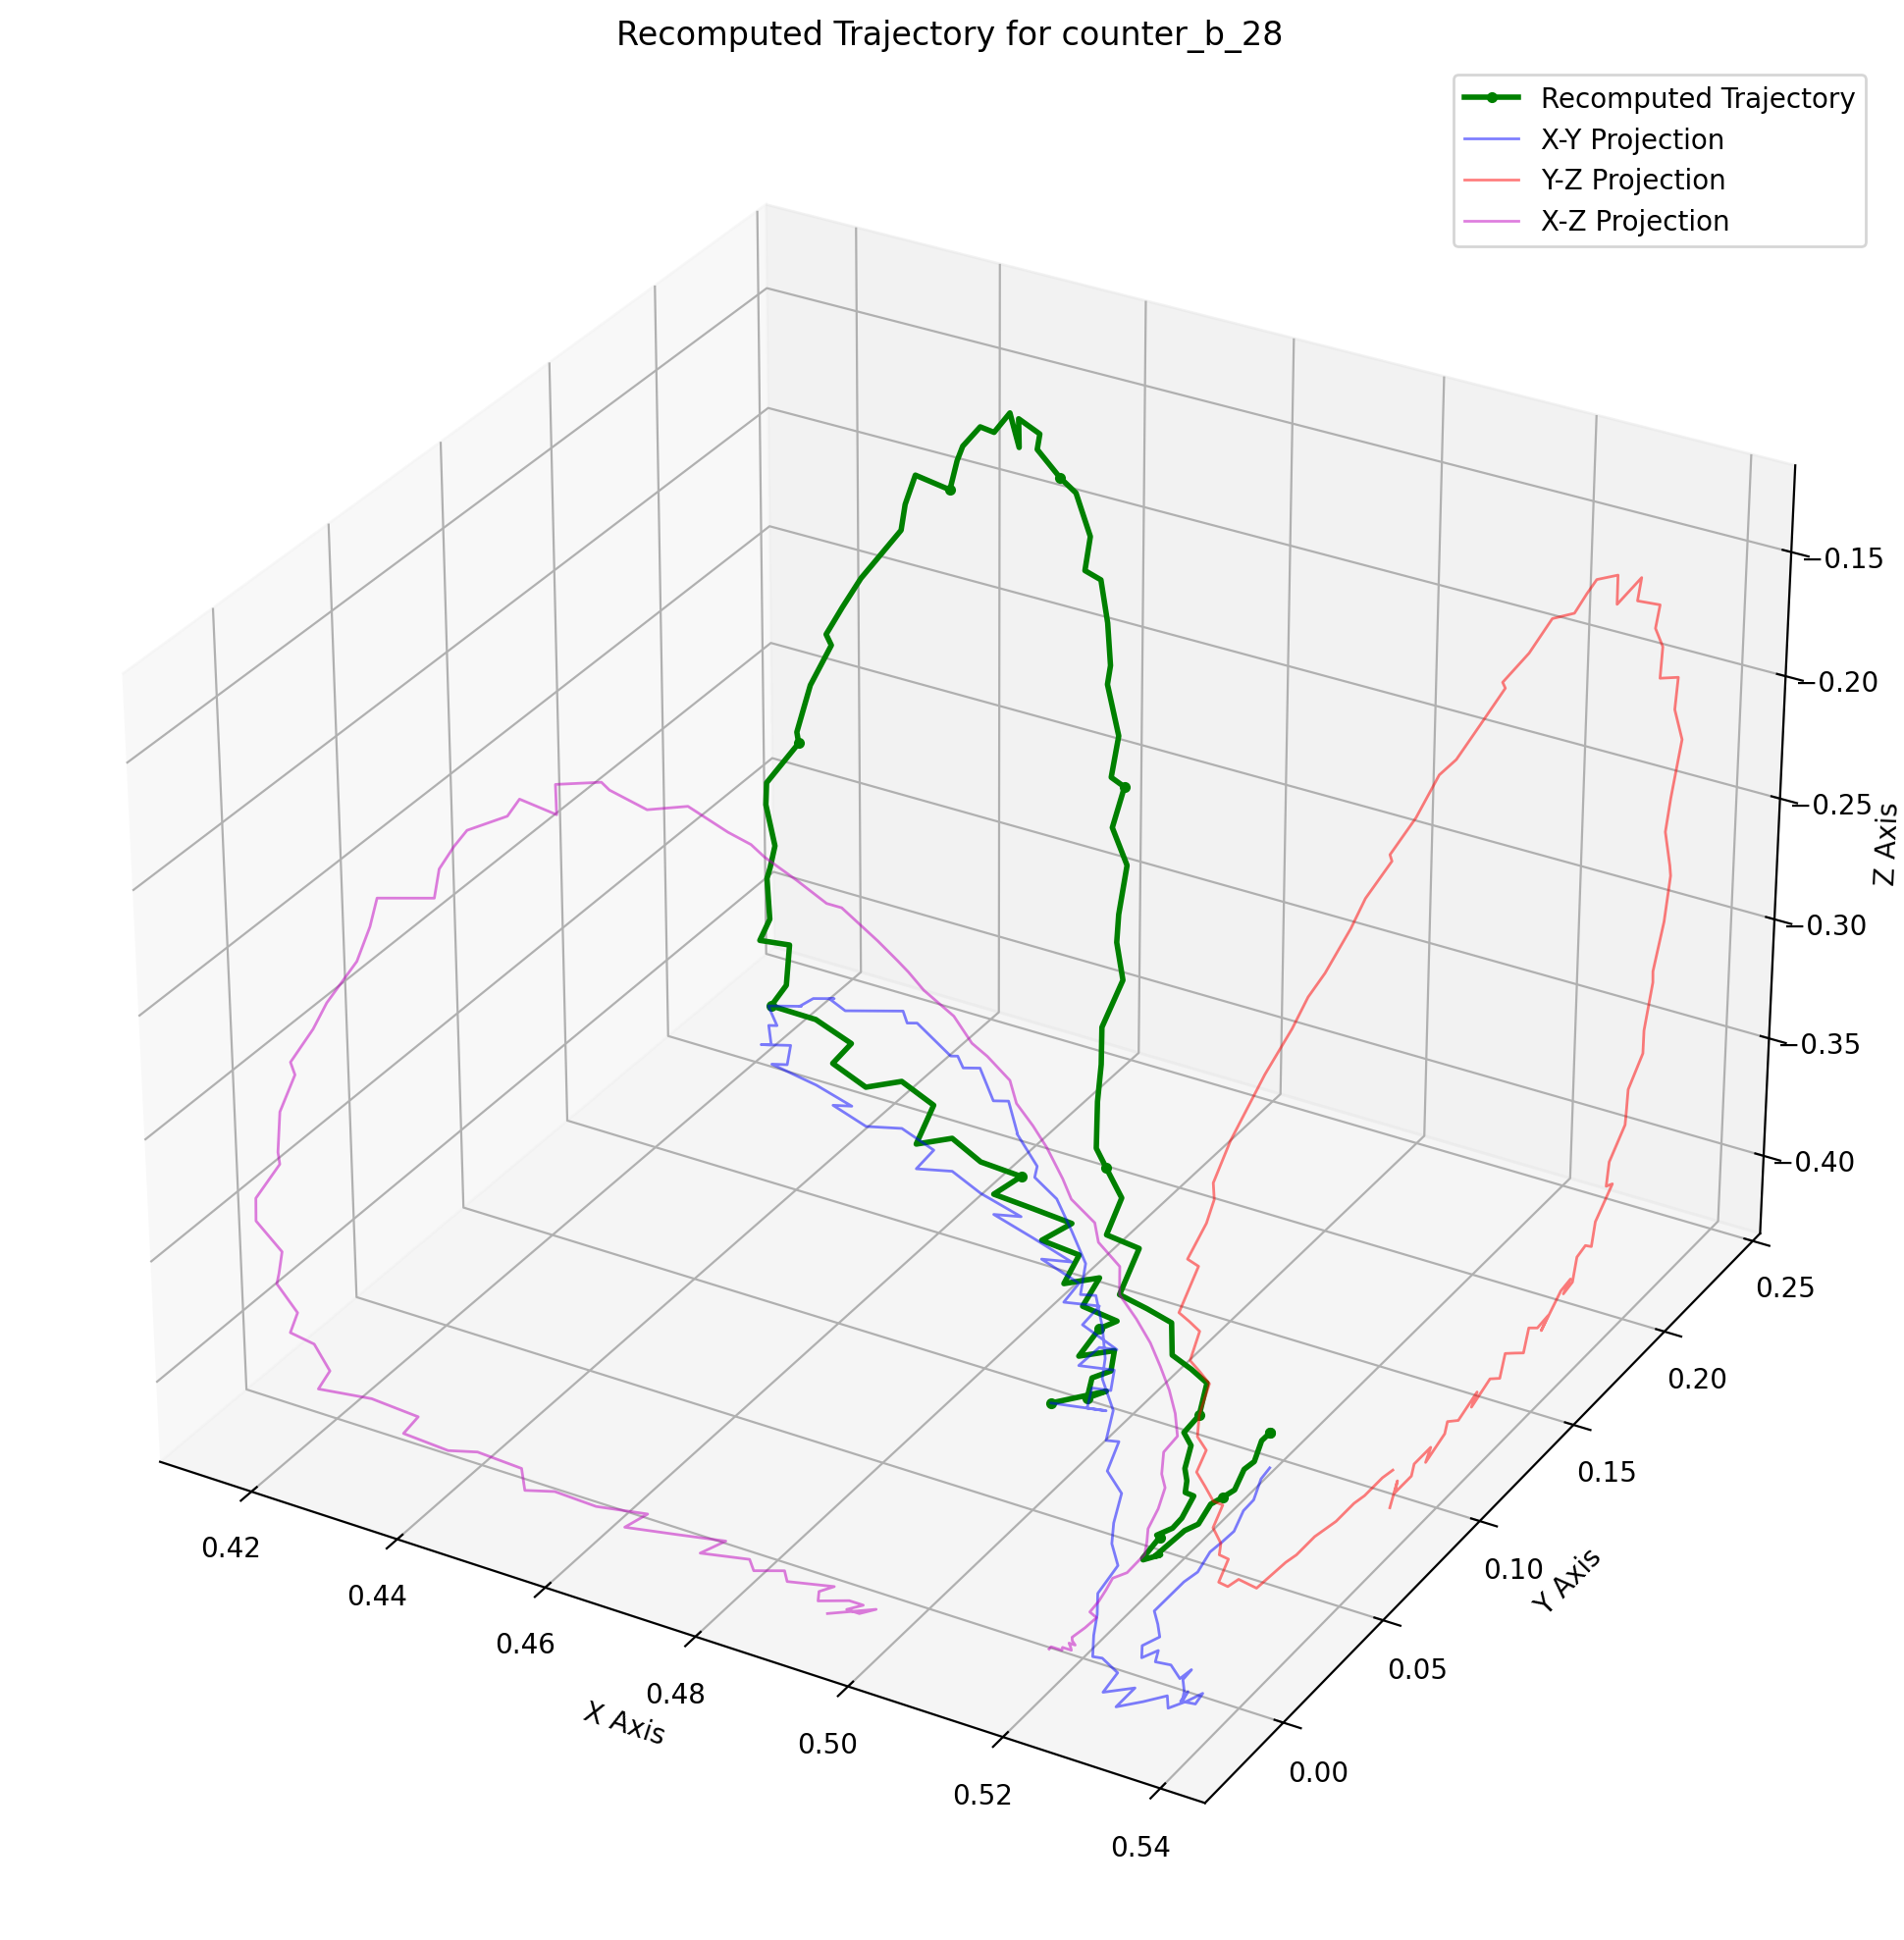 Recomputed Trajectory for counter_b_28
Recomputed Trajectory
X-Y Projection
Y-Z Projection
X-Z Projection
−0.15
−0.20
−0.25
−0.30
−0.35
−0.40
Z Axis
0.25
0.20
0.15
0.10
0.05
0.00
Y Axis
0.42
0.44
0.46
0.48
0.50
0.52
0.54
X Axis